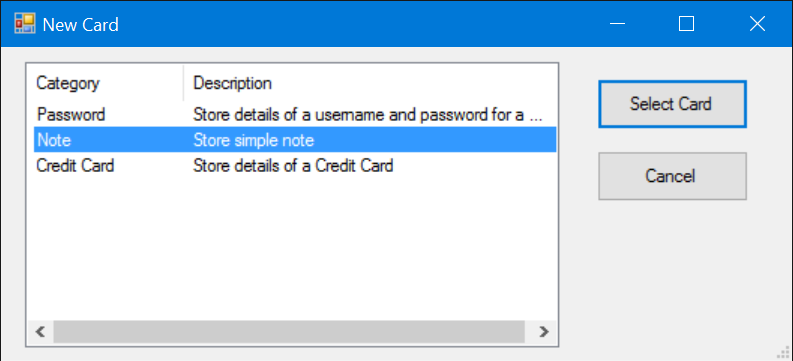 New Card
Category Description
Password Store details of a username and password for a ...
Note Store simple note
Credit Card Store details of a Credit Card
Select Card
Cancel